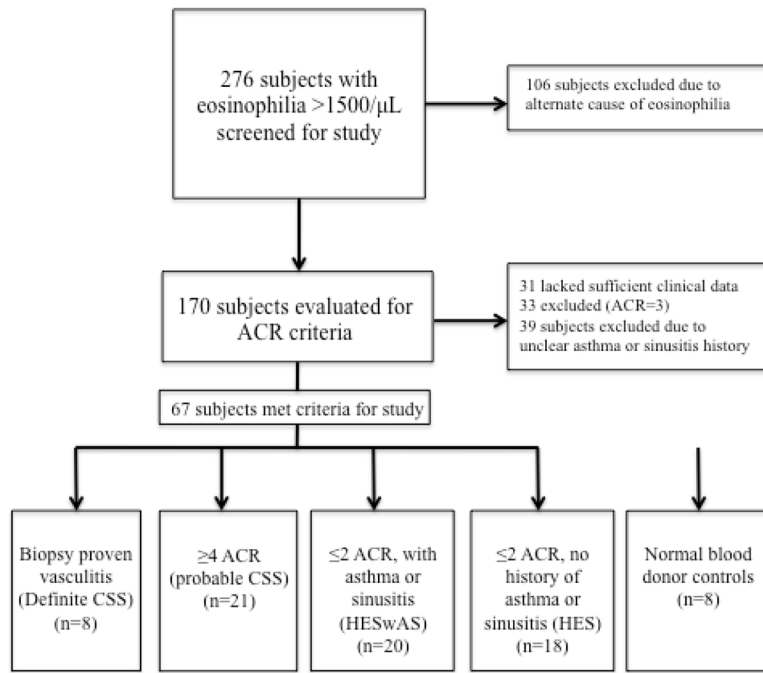 276 subjects with
eosinophilia >1500/μL
screened for study
106 subjects excluded due to
alternate cause of eosinophilia
170 subjects evaluated for
ACR criteria
31 lacked sufficient clinical data
33 excluded (ACR=3)
39 subjects excluded due to
unclear asthma or sinusitis history
67 subjects met criteria for study
Biopsy proven
vasculitis
(Definite CSS)
(n=8)
≥4 ACR
(probable CSS)
(n=21)
≤2 ACR, with
asthma or
sinusitis
(HESwAS)
(n=20)
≤2 ACR, no
history of
asthma or
sinusitis (HES)
(n=18)
Normal blood
donor controls
(n=8)